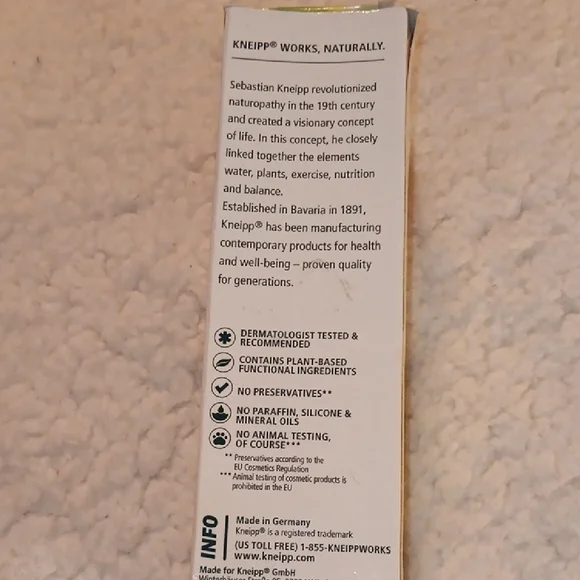 KNEIPP® WORKS, NATURALLY.
Sebastian Kneipp revolutionized
naturopathy in the 19th century
and created a visionary concept
of life. In this concept, he closely
linked together the elements
water, plants, exercise, nutrition
and balance.
Established in Bavaria in 1891,
Kneipp® has been manufacturing
contemporary products for health
and well-being – proven quality
for generations.
DERMATOLOGIST TESTED &
RECOMMENDED
CONTAINS PLANT-BASED
FUNCTIONAL INGREDIENTS
NO PRESERVATIVES**
NO PARAFFIN, SILICONE &
MINERAL OILS
NO ANIMAL TESTING,
OF COURSE***
** Preservatives according to the
EU Cosmetics Regulation
*** Animal testing of cosmetic products is
prohibited in the EU
INFO
Made in Germany
Kneipp® is a registered trademark
(US TOLL FREE) 1-855-KNEIPPWORKS
www.kneipp.com
Made for Kneipp® GmbH